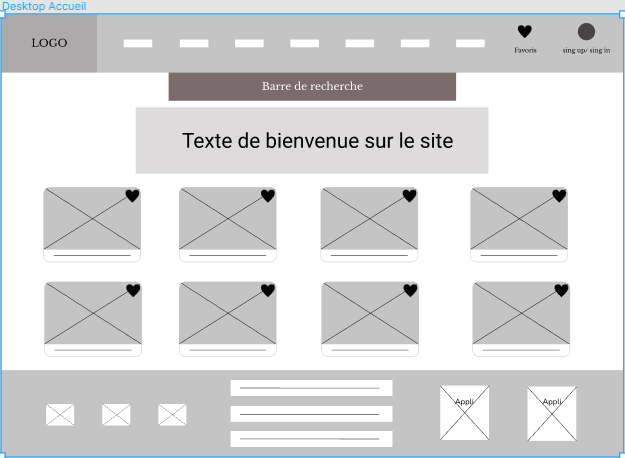 Desktop Accueil
LOGO
Favoris
sing up/ sing in
Barre de recherche
Texte de bienvenue sur le site
Appli
Appli